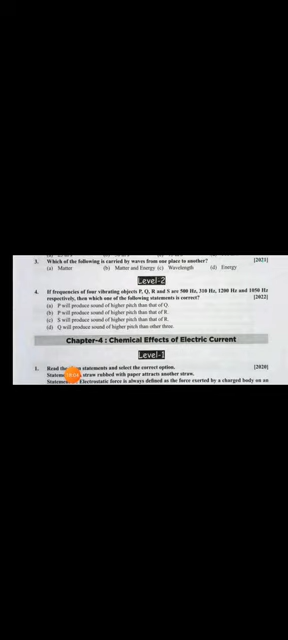 3. Which of the following is carried by waves from one place to another? [2021]
(a) Matter (b) Matter and Energy (c) Wavelength (d) Energy
Level-2
4. If frequencies of four vibrating objects P, Q, R and S are 500 Hz, 310 Hz, 1200 Hz and 1050 Hz
respectively, then which one of the following statements is correct? [2022]
(a) P will produce sound of higher pitch than that of Q.
(b) P will produce sound of higher pitch than that of R.
(c) S will produce sound of higher pitch than that of R.
(d) Q will produce sound of higher pitch than other three.
Chapter-4 : Chemical Effects of Electric Current
Level-1
1. Read the statements and select the correct option. [2020]
straw rubbed with paper attracts another straw.
Electrostatic force is always defined as the force exerted by a charged body on an